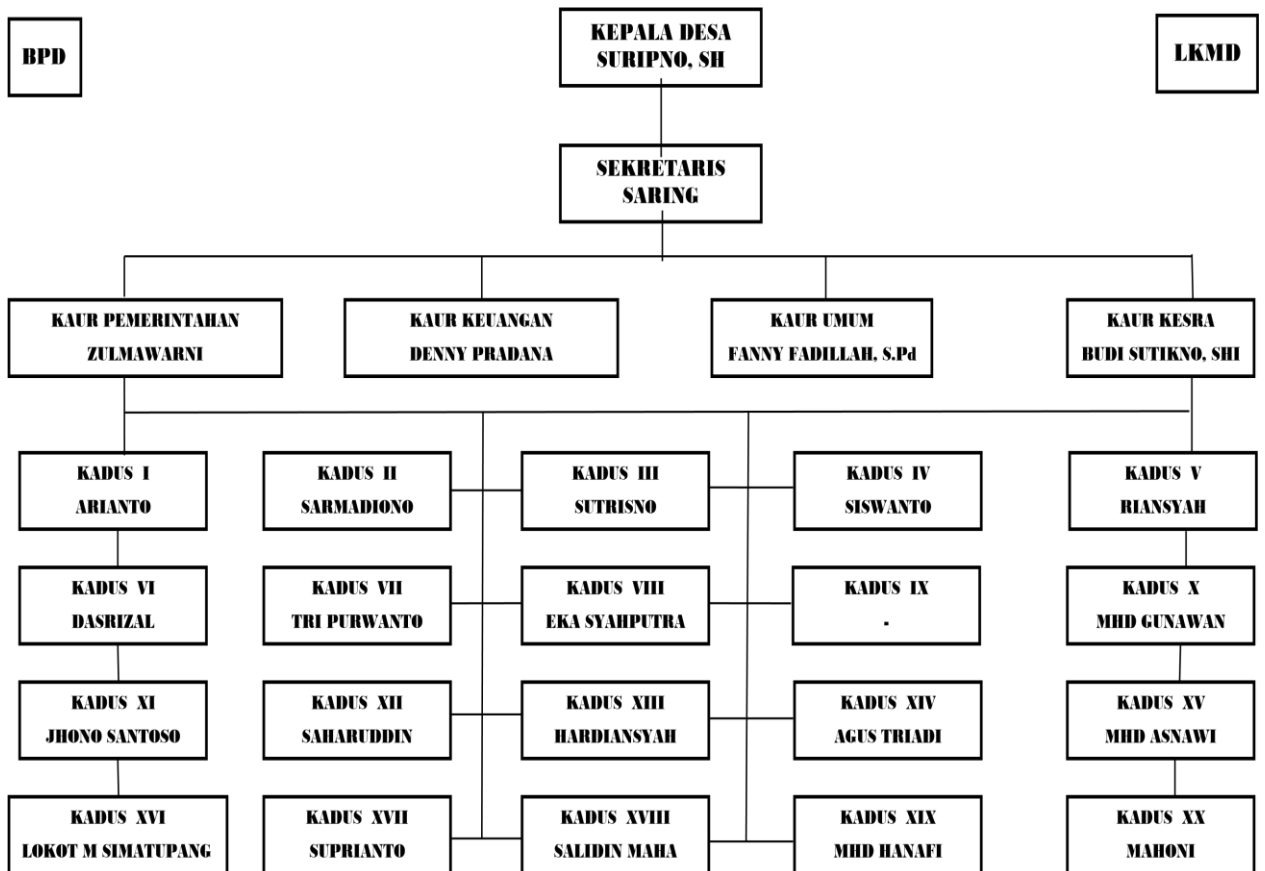 BPD
KEPALA DESA
SURIPNO, SH
LKMD
SEKRETARIS
SARING
KAUR PEMERINTAHAN
ZULMAWARNI
KAUR KEUANGAN
DENNY PRADANA
KAUR UMUM
FANNY FADILLAH, S.Pd
KAUR KESRA
BUDI SUTIKNO, SHI
KADUS I
ARIANTO
KADUS II
SARMADIONO
KADUS III
SUTRISNO
KADUS IV
SISWANTO
KADUS V
RIANSYAH
KADUS VI
DASRIZAL
KADUS VII
TRI PURWANTO
KADUS VIII
EKA SYAHPUTRA
KADUS IX
-
KADUS X
MHD GUNAWAN
KADUS XI
JHONO SANTOSO
KADUS XII
SAHARUDDIN
KADUS XIII
HARDIANSYAH
KADUS XIV
AGUS TRIADI
KADUS XV
MHD ASNAWI
KADUS XVI
LOKOT M SIMATUPANG
KADUS XVII
SUPRIANTO
KADUS XVIII
SALIDIN MAHA
KADUS XIX
MHD HANAFI
KADUS XX
MAHONI